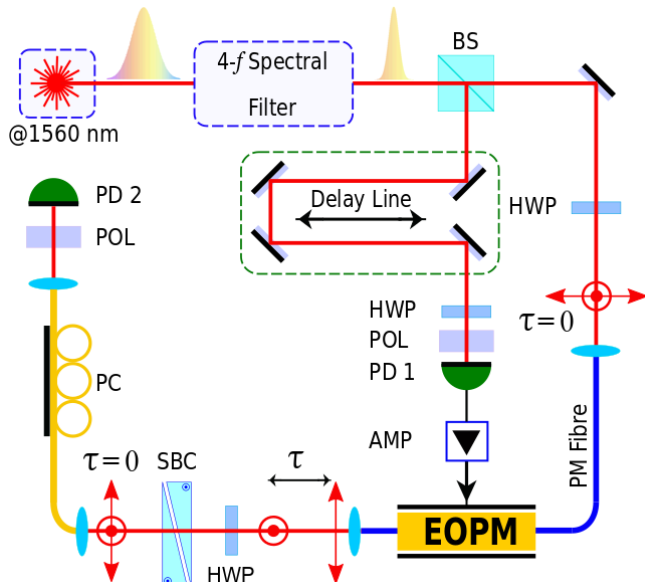 BS
4-f Spectral
Filter
@1560 nm
PD 2
POL
Delay Line
HWP
τ=0
HWP
POL
PD 1
PC
AMP
PM Fibre
τ=0
SBC
τ
HWP
EOPM